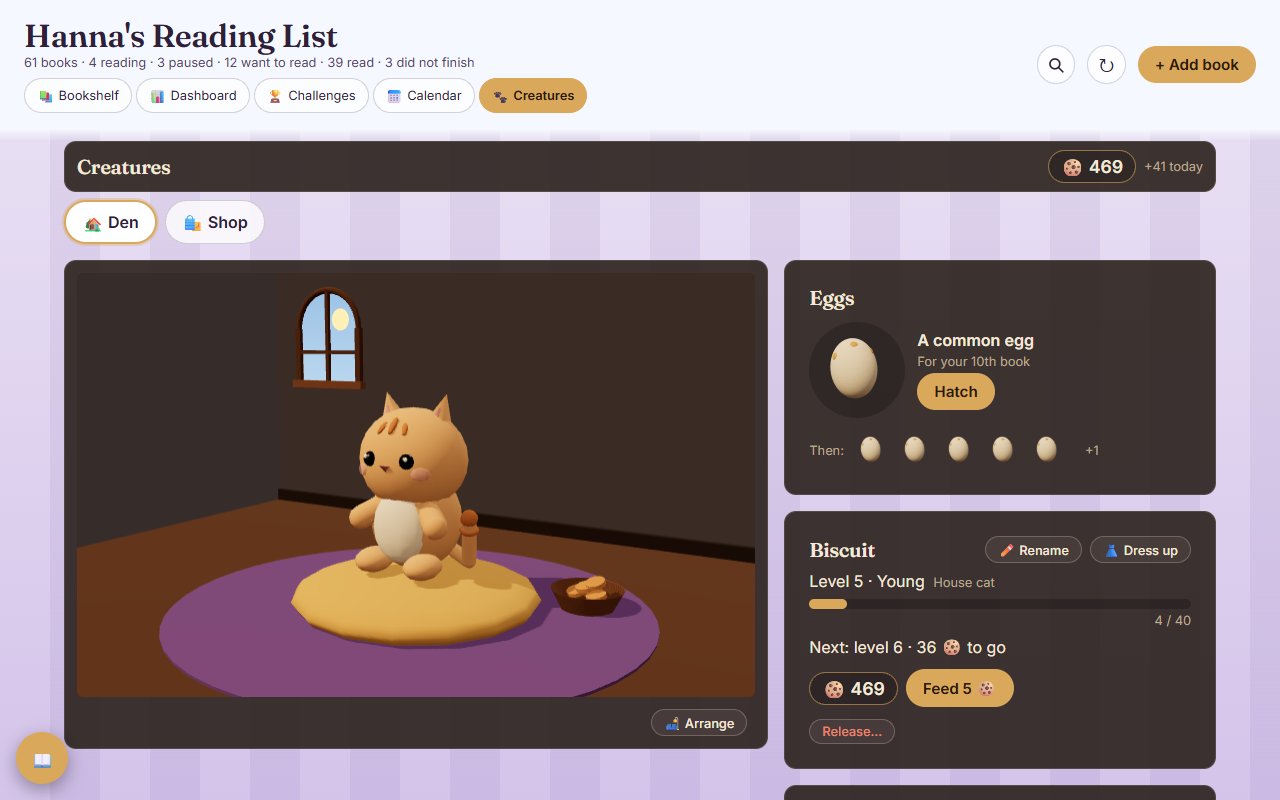 Hanna's Reading List
61 books · 4 reading · 3 paused · 12 want to read · 39 read · 3 did not finish
Bookshelf
Dashboard
Challenges
Calendar
Creatures
+ Add book
Creatures
469
+41 today
Den
Shop
Arrange
Eggs
A common egg
For your 10th book
Hatch
Then:
+1
Biscuit
Rename
Dress up
Level 5 · Young House cat
4 / 40
Next: level 6 · 36 to go
469
Feed 5
Release...